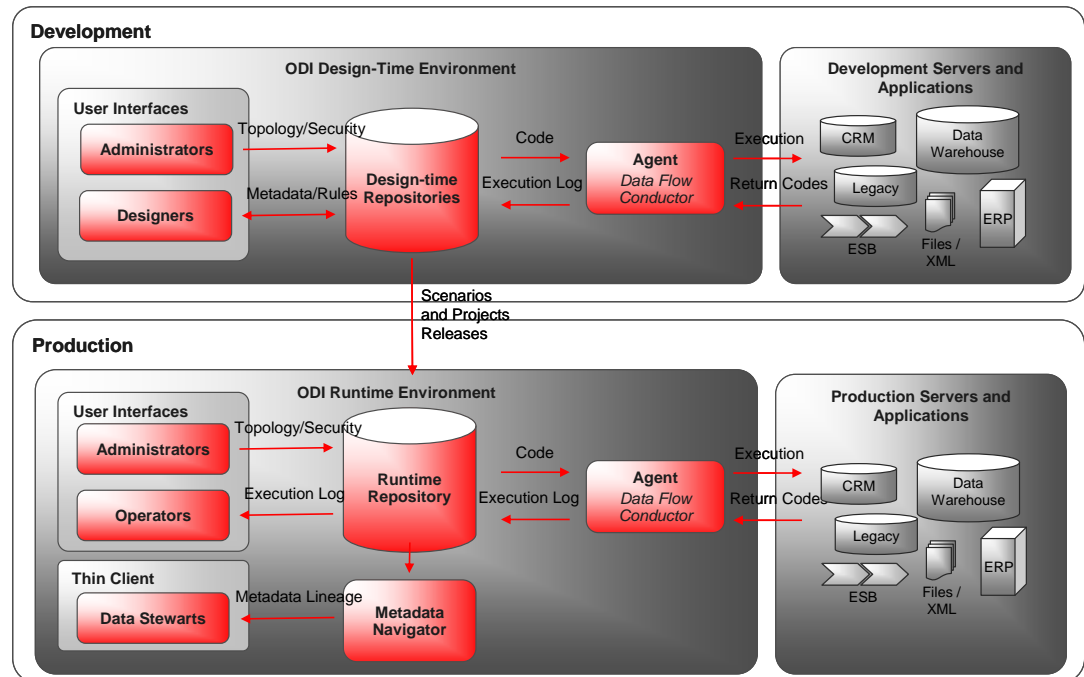 Development
ODI Design-Time Environment
User Interfaces
Administrators
Designers
Topology/Security
Metadata/Rules
Design-time
Repositories
Code
Execution Log
Agent
Data Flow
Conductor
Execution
Return Codes
Development Servers and
Applications
CRM
Data
Warehouse
Legacy
ESB
Files /
XML
ERP
Scenarios
and Projects
Releases
Production
ODI Runtime Environment
User Interfaces
Administrators
Operators
Topology/Security
Execution Log
Runtime
Repository
Code
Execution Log
Agent
Data Flow
Conductor
Execution
Return Codes
Production Servers and
Applications
CRM
Data
Warehouse
Legacy
ESB
Files /
XML
ERP
Thin Client
Data Stewarts
Metadata Lineage
Metadata
Navigator